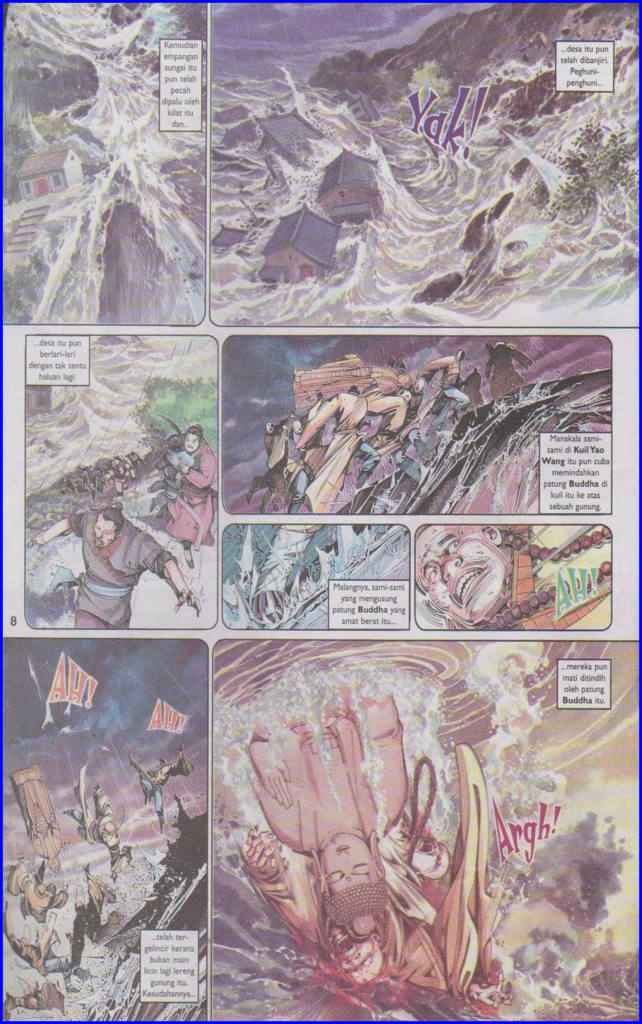 Kemudian
empangan
sungai itu
pun telah
pecah
dipalu oleh
kilat itu
dan...
...desa itu pun
telah dibanjiri.
Peghuni-
penghuni...
Yak!
...desa itu pun
berlari-lari
dengan tak tentu
haluan lagi.
Manakala sami-
sami di Kuil Yao
Wang itu pun cuba
memindahkan
patung Buddha di
kuil itu ke atas
sebuah gunung.
Malangnya, sami-sami
yang mengusung
patung Buddha yang
amat berat itu...
AH!
8
AH!
AH!
...telah ter-
gelincir kerana
bukan main
licin lagi lereng
gunung itu.
Kesudahannya...
...mereka pun
mati ditindih
oleh patung
Buddha itu.
Argh!